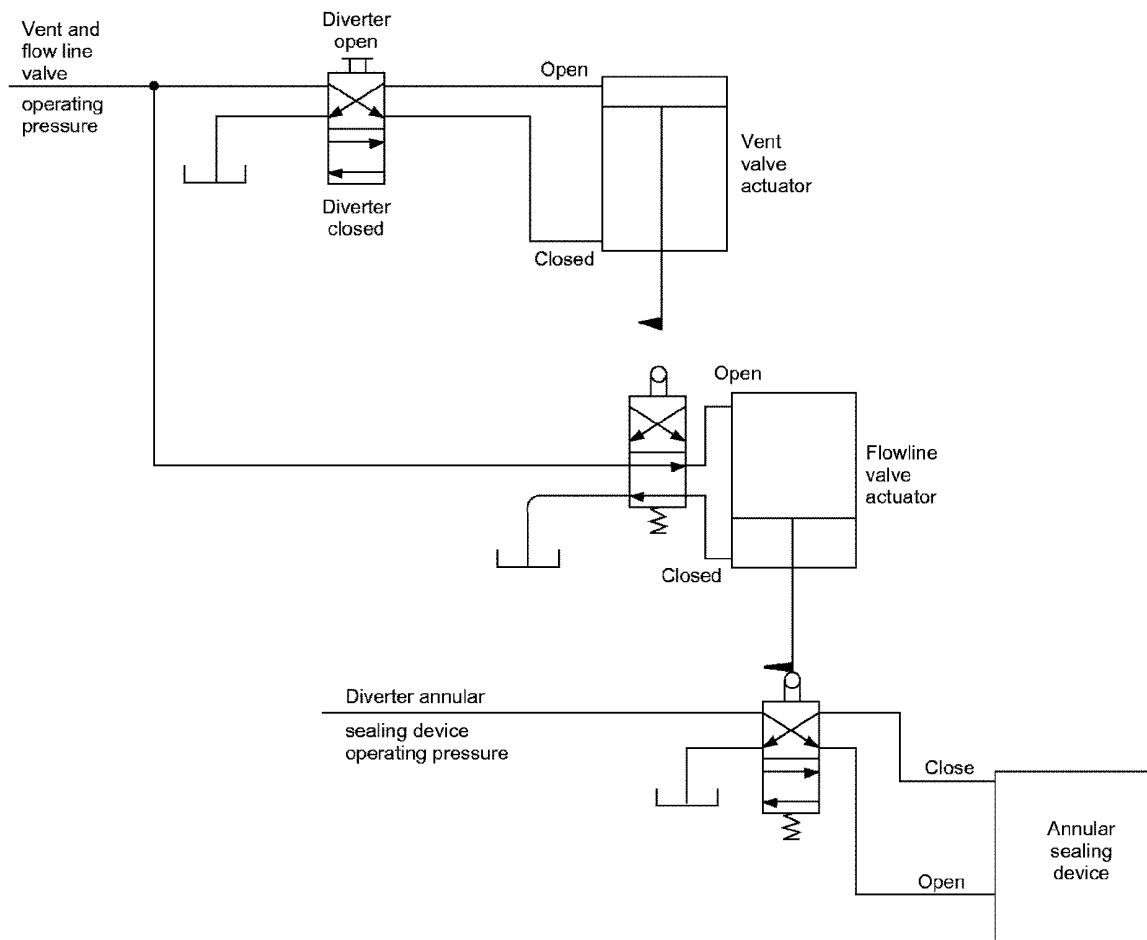 Vent and
flow line
valve
operating
pressure
Diverter
open
Diverter
closed
Open
Closed
Vent
valve
actuator
Open
Closed
Flowline
valve
actuator
Diverter annular
sealing device
operating pressure
Close
Open
Annular
sealing
device